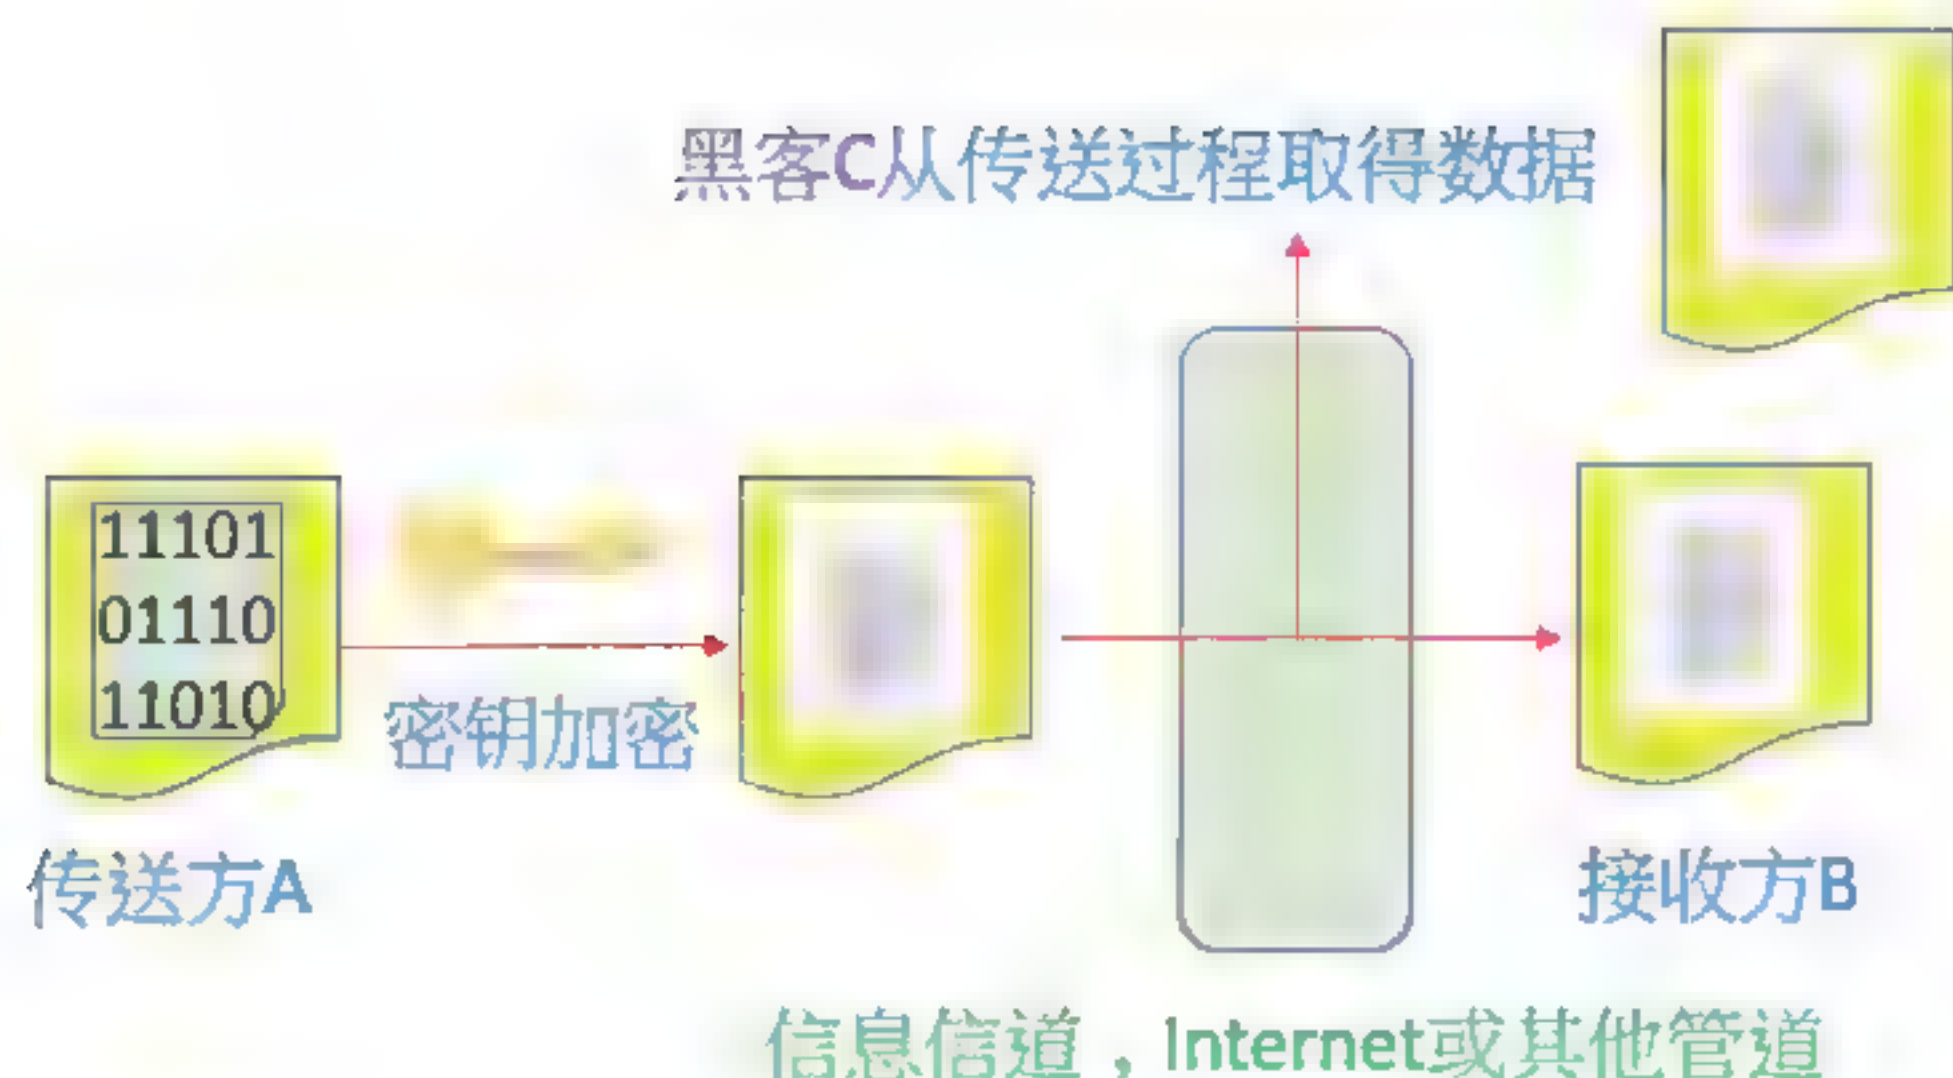 黑客C从传送过程取得数据
11101
01110
11010
密钥加密
传送方A
接收方B
信息信道，Internet或其他管道